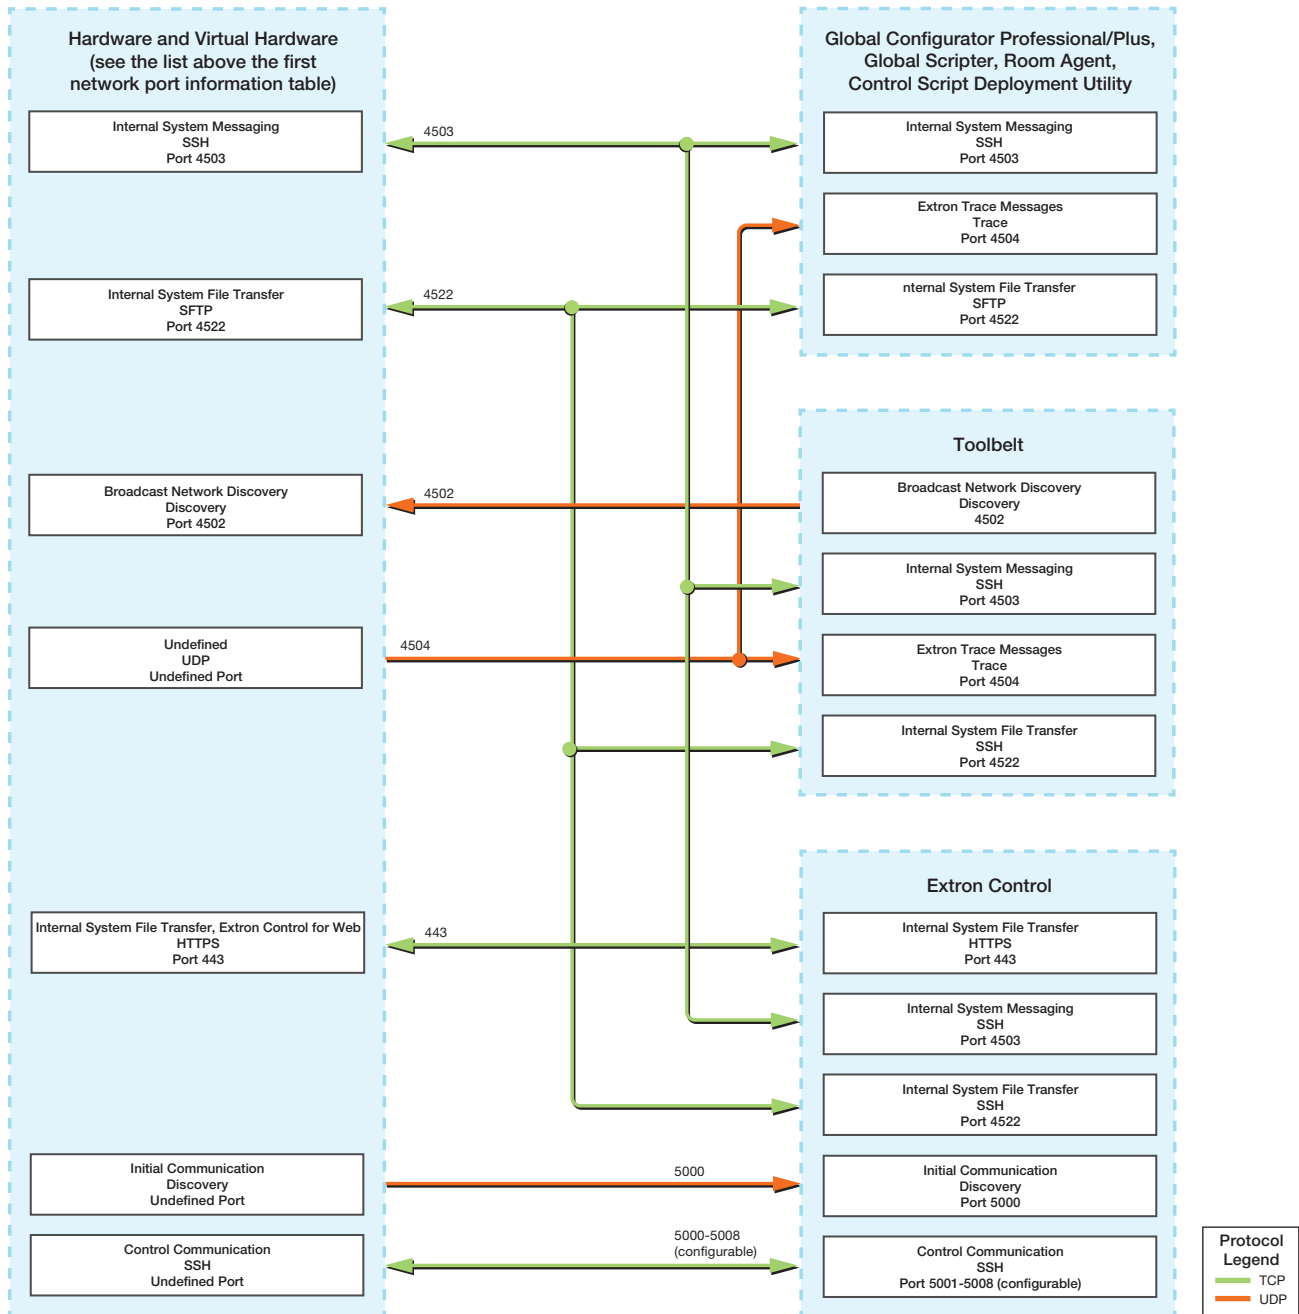 Hardware and Virtual Hardware
(see the list above the first
network port information table)
Internal System Messaging
SSH
Port 4503
Internal System File Transfer
SFTP
Port 4522
Broadcast Network Discovery
Discovery
Port 4502
Undefined
UDP
Undefined Port
Internal System File Transfer, Extron Control for Web
HTTPS
Port 443
Initial Communication
Discovery
Undefined Port
Control Communication
SSH
Undefined Port
4503
4522
4502
4504
443
5000
5000-5008
(configurable)
Global Configurator Professional/Plus,
Global Scripter, Room Agent,
Control Script Deployment Utility
Internal System Messaging
SSH
Port 4503
Extron Trace Messages
Trace
Port 4504
nternal System File Transfer
SFTP
Port 4522
Toolbelt
Broadcast Network Discovery
Discovery
4502
Internal System Messaging
SSH
Port 4503
Extron Trace Messages
Trace
Port 4504
Internal System File Transfer
SSH
Port 4522
Extron Control
Internal System File Transfer
HTTPS
Port 443
Internal System Messaging
SSH
Port 4503
Internal System File Transfer
SSH
Port 4522
Initial Communication
Discovery
Port 5000
Control Communication
SSH
Port 5001-5008 (configurable)
Protocol
Legend
TCP
UDP